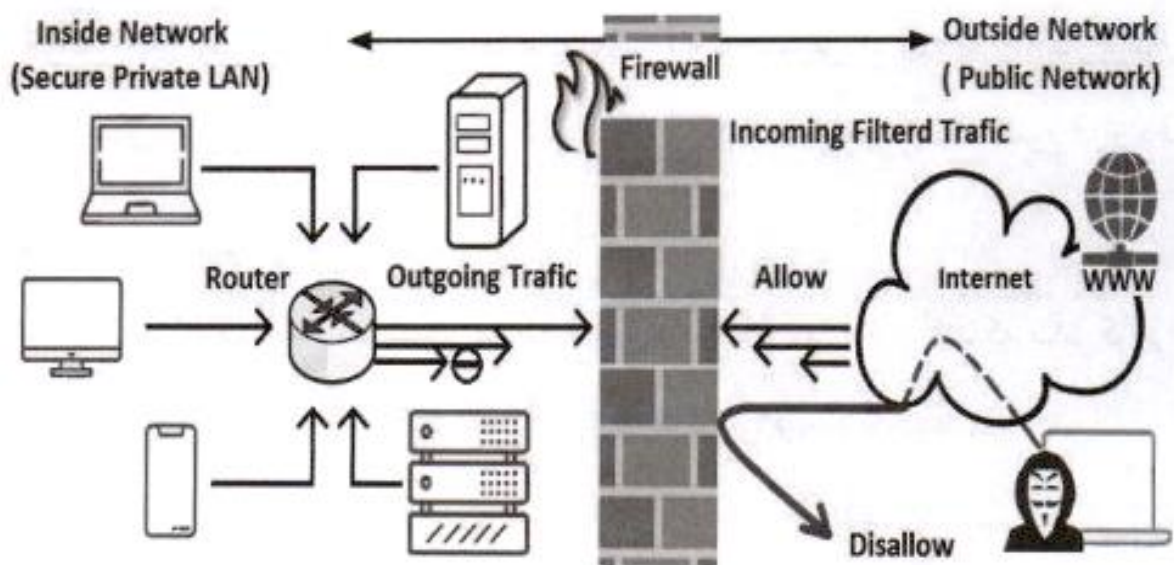 Inside Network
(Secure Private LAN)
Firewall
Outside Network
( Public Network)
Incoming Filterd Trafic
Router
Outgoing Trafic
Allow
Internet
WWW
Disallow